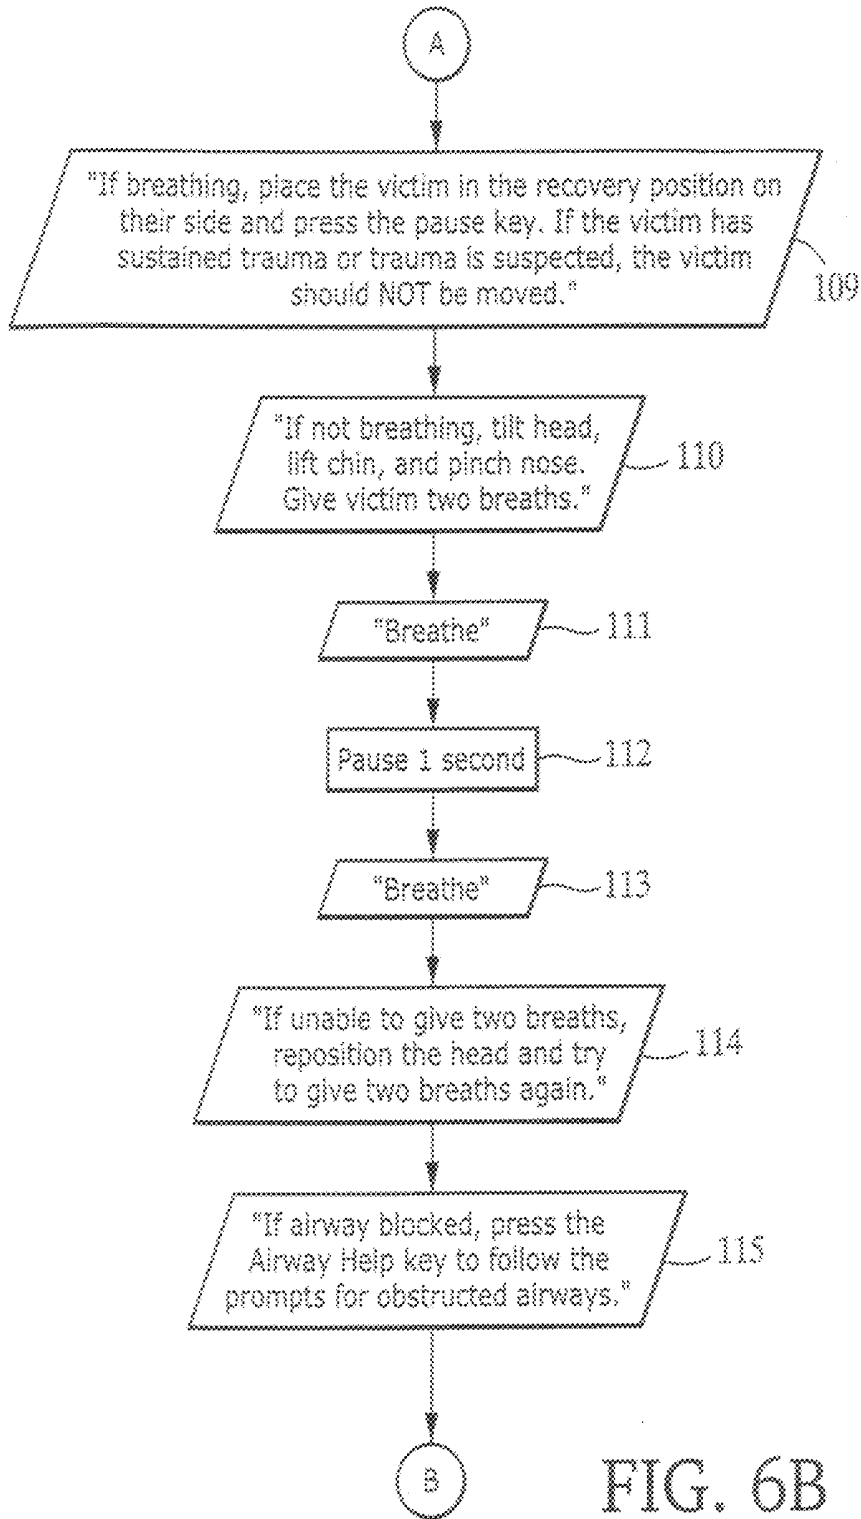 A
"If breathing, place the victim in the recovery position on
their side and press the pause key. If the victim has
sustained trauma or trauma is suspected, the victim
should NOT be moved."
109
"If not breathing, tilt head,
lift chin, and pinch nose.
Give victim two breaths."
110
"Breathe"
111
Pause 1 second
112
"Breathe"
113
"If unable to give two breaths,
reposition the head and try
to give two breaths again."
114
"If airway blocked, press the
Airway Help key to follow the
prompts for obstructed airways."
115
B
FIG. 6B